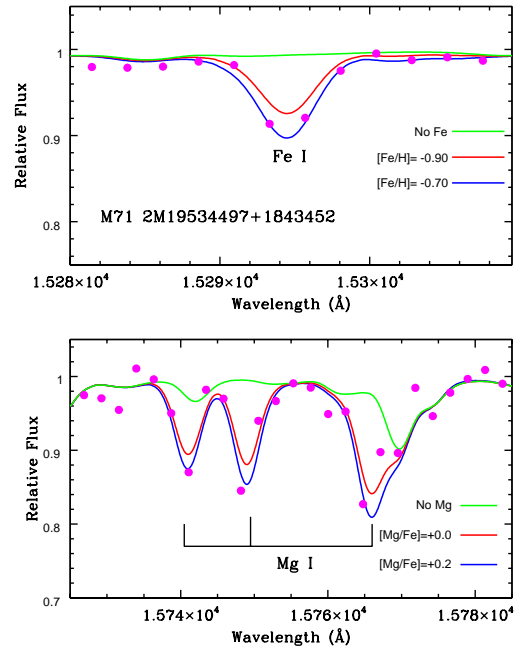 1
0.9
0.8
Relative Flux
No Fe
[Fe/H]= -0.90
[Fe/H]= -0.70
Fe I
M71 2M19534497+1843452
1.528×10⁴ 1.529×10⁴ 1.53×10⁴
Wavelength (Å)
1.1
1
0.9
0.8
0.7
Relative Flux
No Mg
[Mg/Fe]=+0.0
[Mg/Fe]=+0.2
Mg I
1.574×10⁴ 1.576×10⁴ 1.578×10⁴
Wavelength (Å)